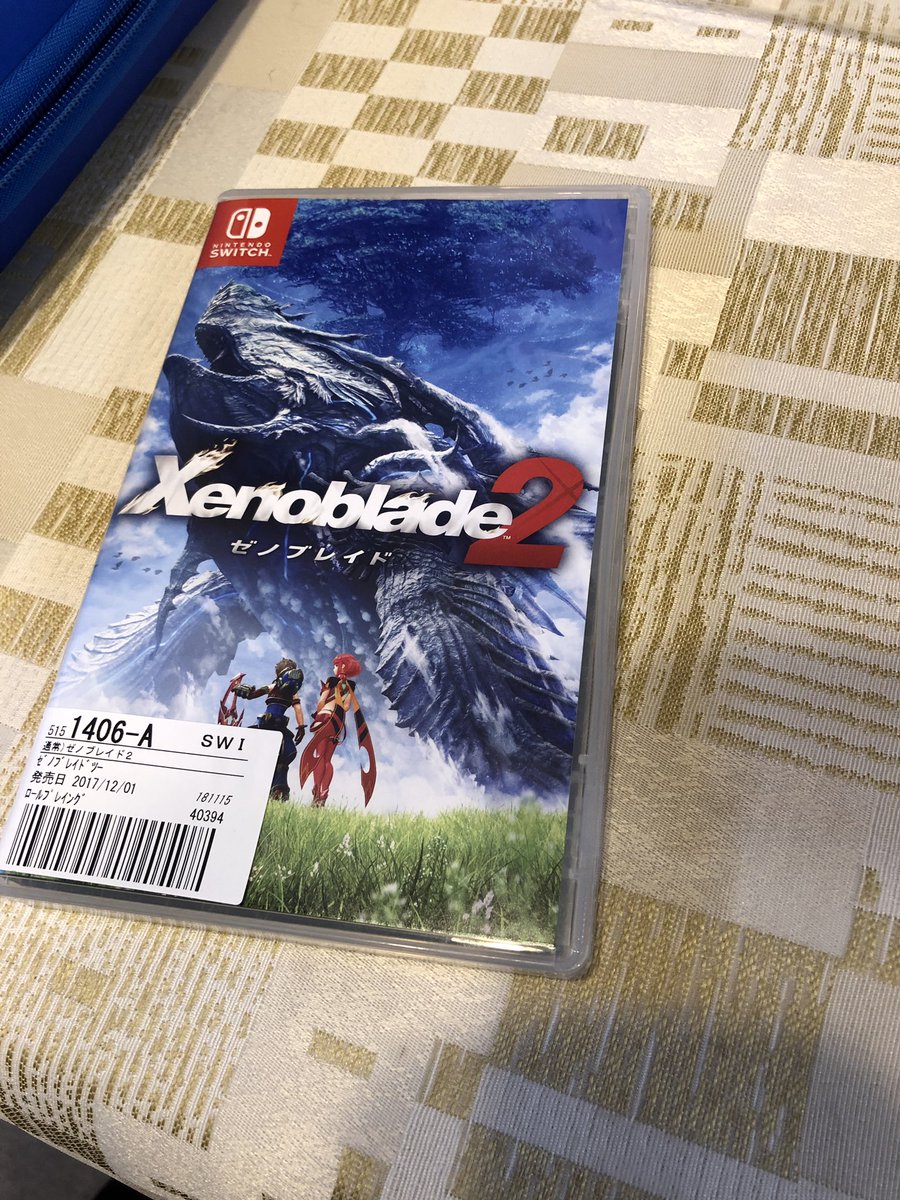 NINTENDO
SWITCH™
Xenoblade2™
ゼノブレイド
515 1406-A SWI
通常)ゼノブレイド2
ｾﾞﾉﾌﾞﾚｲﾄﾞﾂｰ
発売日 2017/12/01 181115
ﾛｰﾙﾌﾟﾚｲﾝｸﾞ 40394